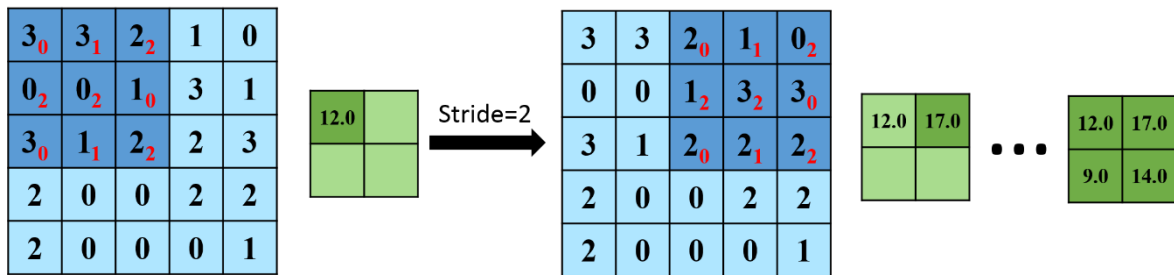 3₀ 3₁ 2₂ 1 0
0₂ 0₂ 1₀ 3 1
3₀ 1₁ 2₂ 2 3
2 0 0 2 2
2 0 0 0 1
12.0
Stride=2
3 3 2₀ 1₁ 0₂
0 0 1₂ 3₂ 3₀
3 1 2₀ 2₁ 2₂
2 0 0 2 2
2 0 0 0 1
12.0 17.0
...
12.0 17.0
9.0 14.0